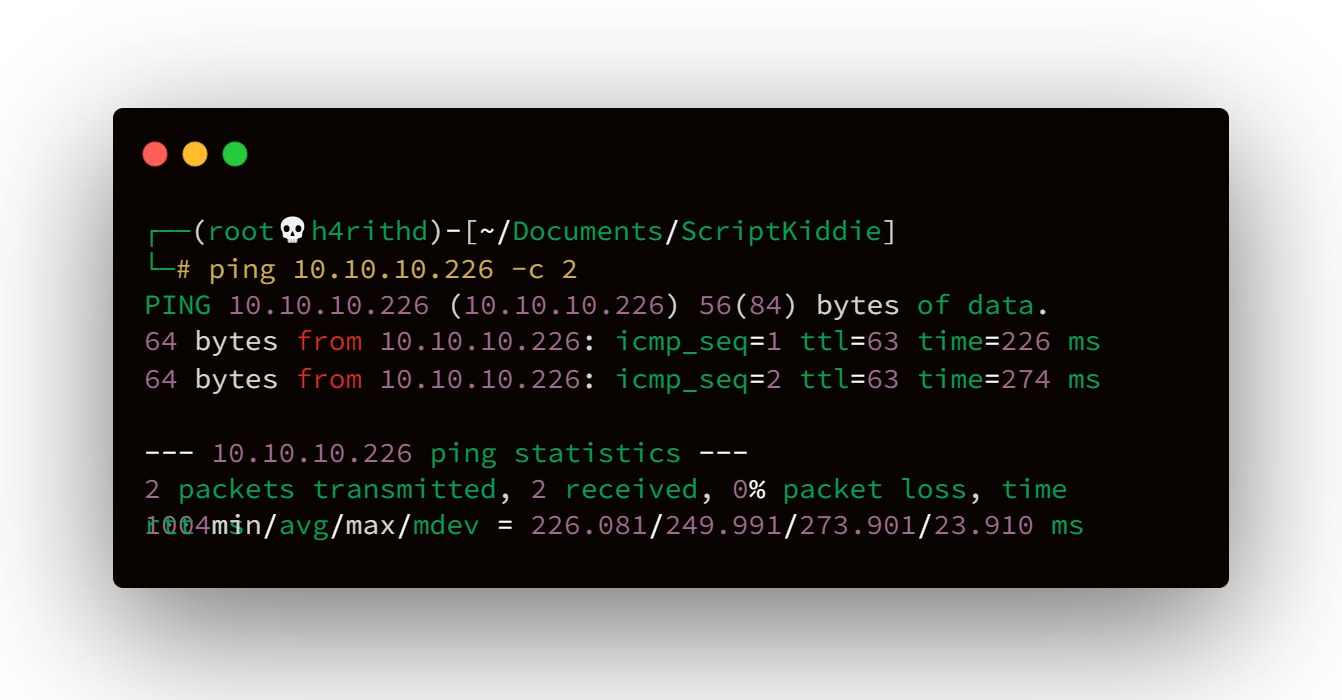 ┌──(root💀h4rithd)-[~/Documents/ScriptKiddie]
└─# ping 10.10.10.226 -c 2
PING 10.10.10.226 (10.10.10.226) 56(84) bytes of data.
64 bytes from 10.10.10.226: icmp_seq=1 ttl=63 time=226 ms
64 bytes from 10.10.10.226: icmp_seq=2 ttl=63 time=274 ms
--- 10.10.10.226 ping statistics ---
2 packets transmitted, 2 received, 0% packet loss, time
1004ms
rtt min/avg/max/mdev = 226.081/249.991/273.901/23.910 ms